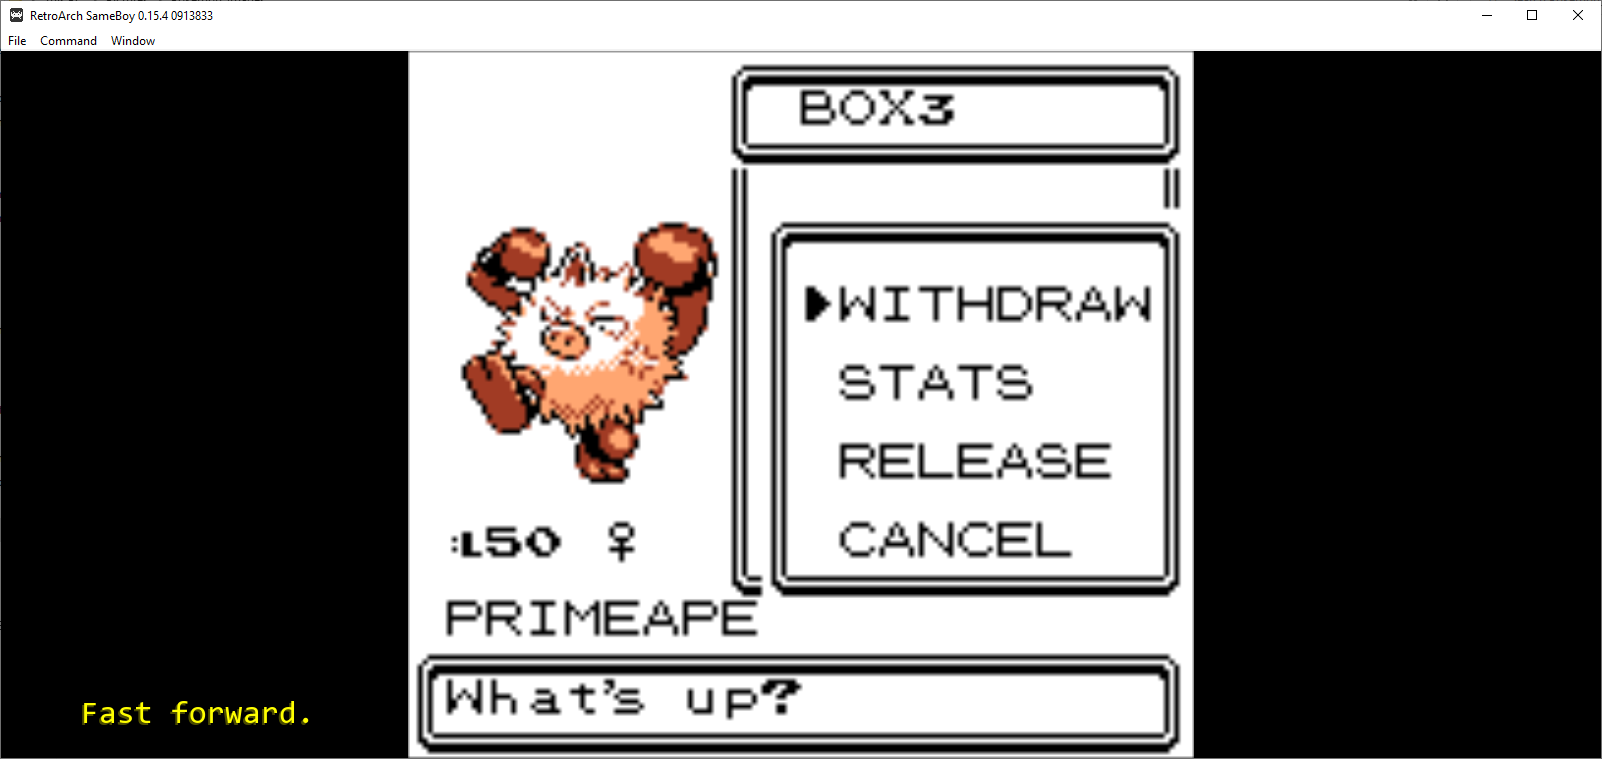 RetroArch SameBoy 0.15.4 0913833
File Command Window
BOX3
WITHDRAW
STATS
RELEASE
CANCEL
:L50 ♀
PRIMEAPE
What's up?
Fast forward.